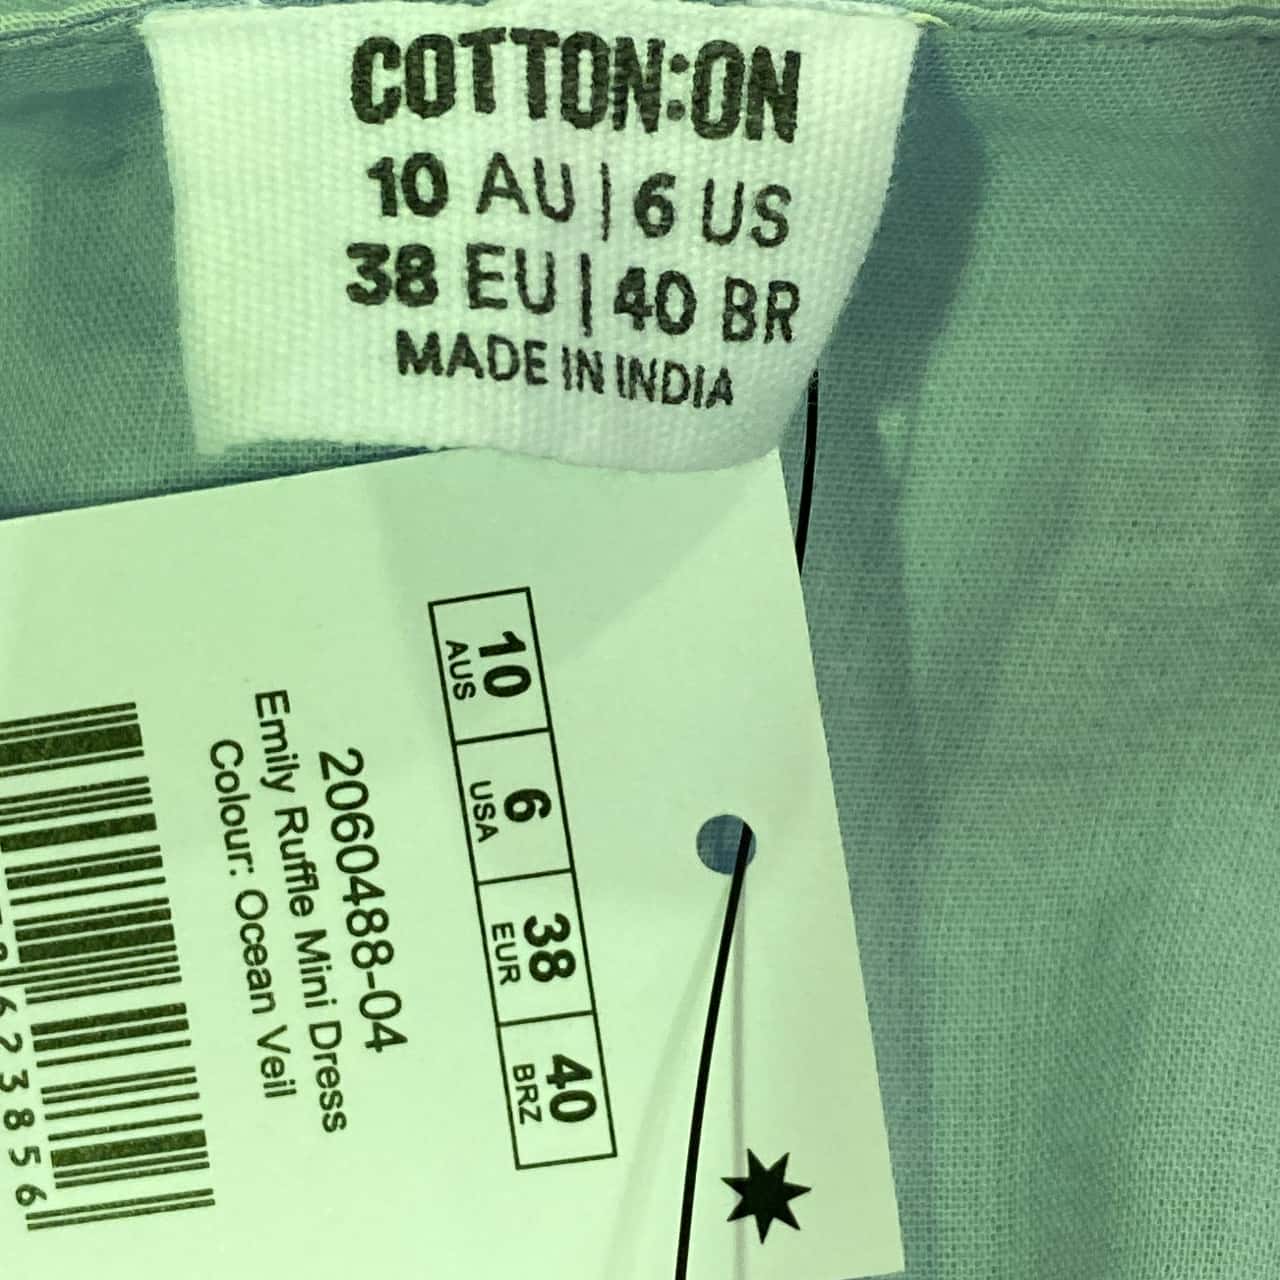 COTTON:ON
10 AU | 6 US
38 EU | 40 BR
MADE IN INDIA
10 6 38 40
AUS USA EUR BRZ
2060488-04
Emily Ruffle Mini Dress
Colour: Ocean Veil
623856